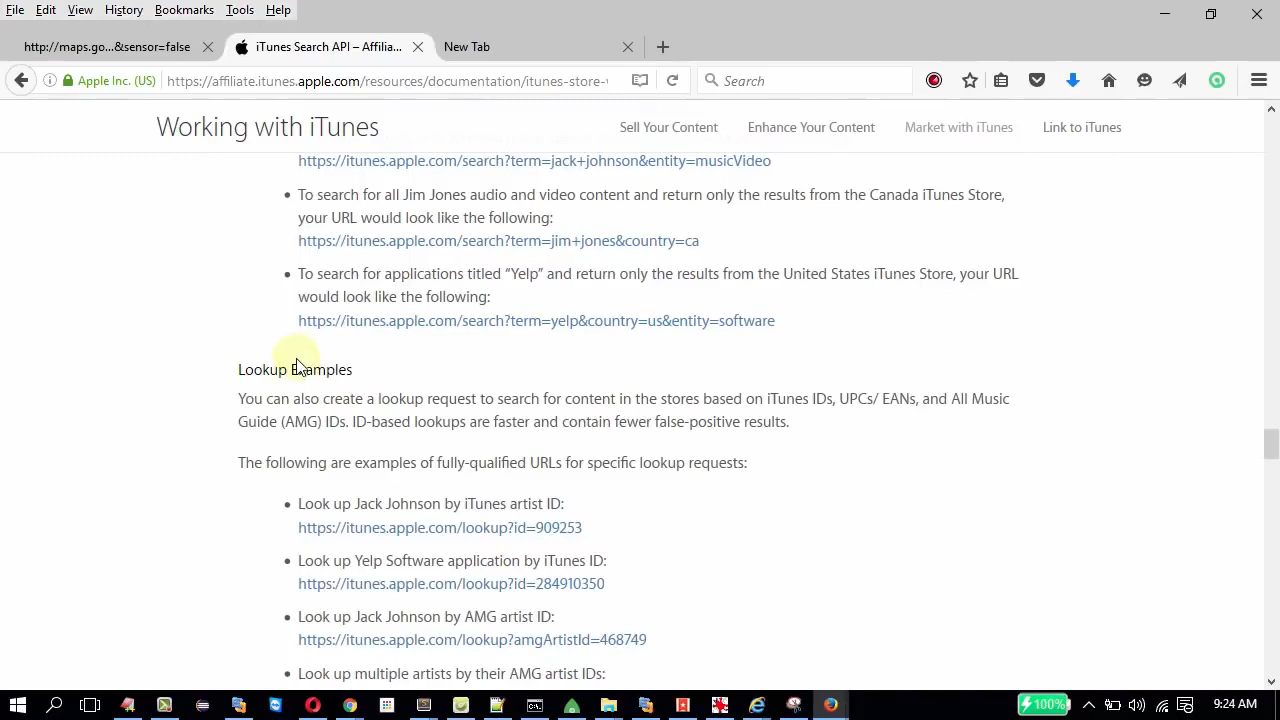 File Edit View History Bookmarks Tools Help
http://maps.go...&sensor=false
iTunes Search API – Affilia...
New Tab
Apple Inc. (US) https://affiliate.itunes.apple.com/resources/documentation/itunes-store-
Search
Working with iTunes
Sell Your Content Enhance Your Content Market with iTunes Link to iTunes
https://itunes.apple.com/search?term=jack+johnson&entity=musicVideo
To search for all Jim Jones audio and video content and return only the results from the Canada iTunes Store,
your URL would look like the following:
https://itunes.apple.com/search?term=jim+jones&country=ca
To search for applications titled “Yelp” and return only the results from the United States iTunes Store, your URL
would look like the following:
https://itunes.apple.com/search?term=yelp&country=us&entity=software
Lookup Examples
You can also create a lookup request to search for content in the stores based on iTunes IDs, UPCs/ EANs, and All Music
Guide (AMG) IDs. ID-based lookups are faster and contain fewer false-positive results.
The following are examples of fully-qualified URLs for specific lookup requests:
Look up Jack Johnson by iTunes artist ID:
https://itunes.apple.com/lookup?id=909253
Look up Yelp Software application by iTunes ID:
https://itunes.apple.com/lookup?id=284910350
Look up Jack Johnson by AMG artist ID:
https://itunes.apple.com/lookup?amgArtistId=468749
Look up multiple artists by their AMG artist IDs:
100%
9:24 AM